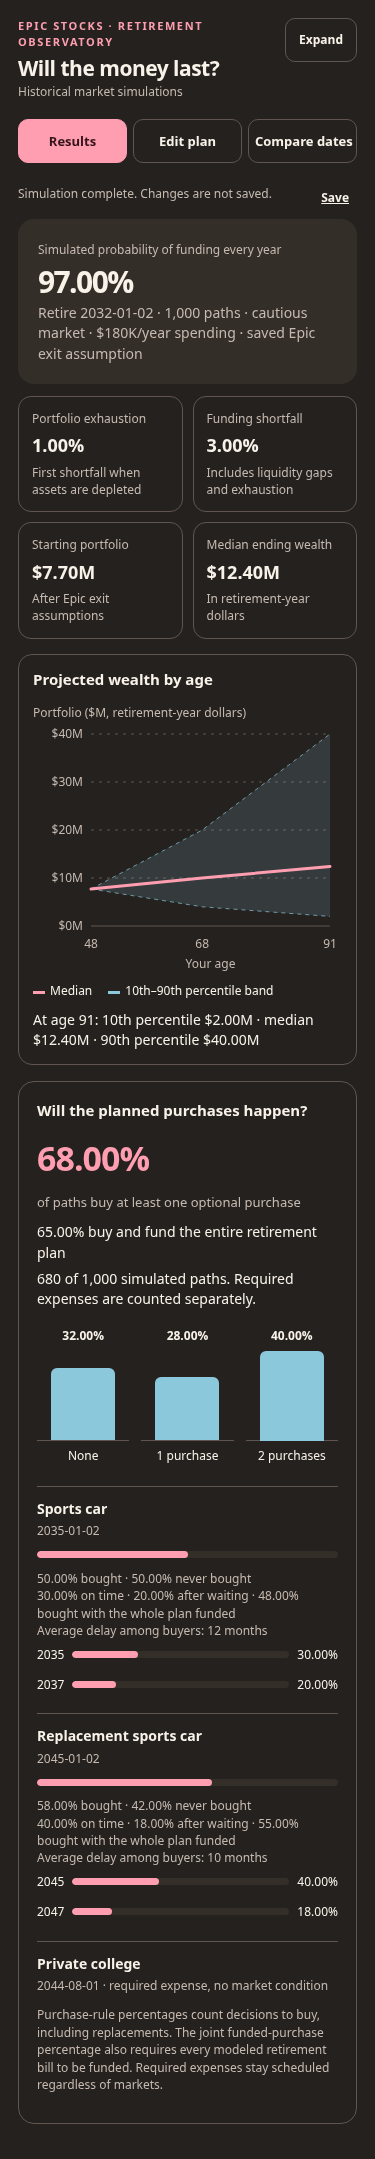 EPIC STOCKS · RETIREMENT
OBSERVATORY
Will the money last?
Historical market simulations
Expand
Results
Edit plan
Compare dates
Simulation complete. Changes are not saved.
Save
Simulated probability of funding every year
97.00%
Retire 2032-01-02 · 1,000 paths · cautious
market · $180K/year spending · saved Epic
exit assumption
Portfolio exhaustion
1.00%
First shortfall when
assets are depleted
Funding shortfall
3.00%
Includes liquidity gaps
and exhaustion
Starting portfolio
$7.70M
After Epic exit
assumptions
Median ending wealth
$12.40M
In retirement-year
dollars
Projected wealth by age
Portfolio ($M, retirement-year dollars)
$40M
$30M
$20M
$10M
$0M
48
68
91
Your age
Median
10th–90th percentile band
At age 91: 10th percentile $2.00M · median
$12.40M · 90th percentile $40.00M
Will the planned purchases happen?
68.00%
of paths buy at least one optional purchase
65.00% buy and fund the entire retirement
plan
680 of 1,000 simulated paths. Required
expenses are counted separately.
32.00%
28.00%
40.00%
None
1 purchase
2 purchases
Sports car
2035-01-02
50.00% bought · 50.00% never bought
30.00% on time · 20.00% after waiting · 48.00%
bought with the whole plan funded
Average delay among buyers: 12 months
2035
30.00%
2037
20.00%
Replacement sports car
2045-01-02
58.00% bought · 42.00% never bought
40.00% on time · 18.00% after waiting · 55.00%
bought with the whole plan funded
Average delay among buyers: 10 months
2045
40.00%
2047
18.00%
Private college
2044-08-01 · required expense, no market condition
Purchase-rule percentages count decisions to buy,
including replacements. The joint funded-purchase
percentage also requires every modeled retirement
bill to be funded. Required expenses stay scheduled
regardless of markets.